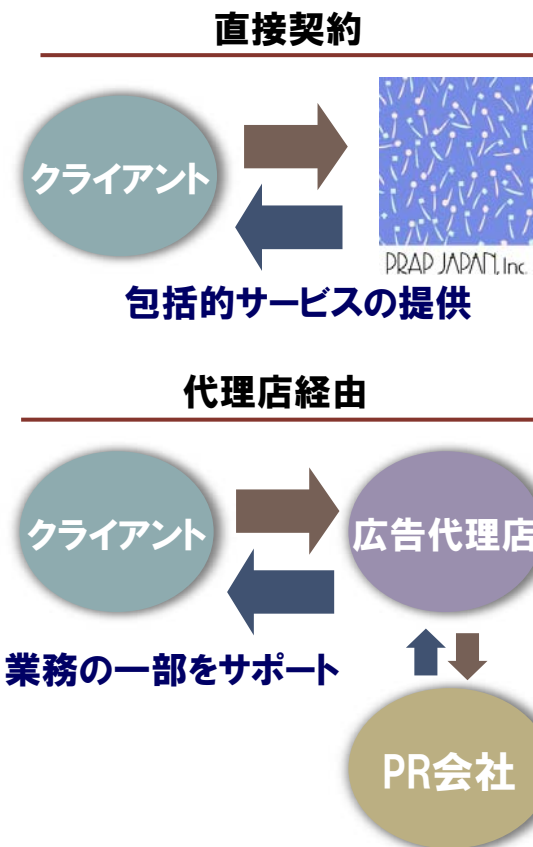 直接契約
クライアント
PRAP JAPAN, Inc.
包括的サービスの提供
代理店経由
クライアント
広告代理店
業務の一部をサポート
PR会社